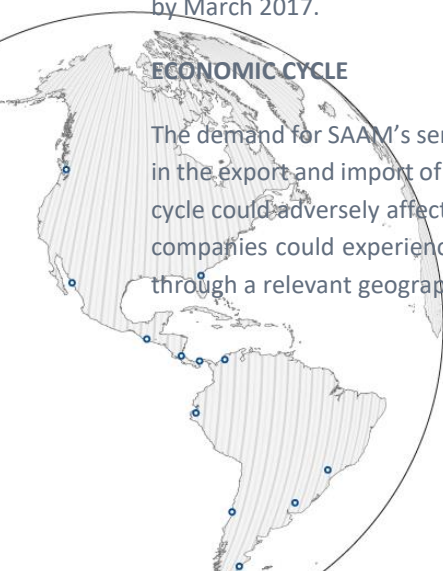 by March 2017.
ECONOMIC CYCLE
The demand for SAAM's ser
in the export and import of
cycle could adversely affect
companies could experienc
through a relevant geograp